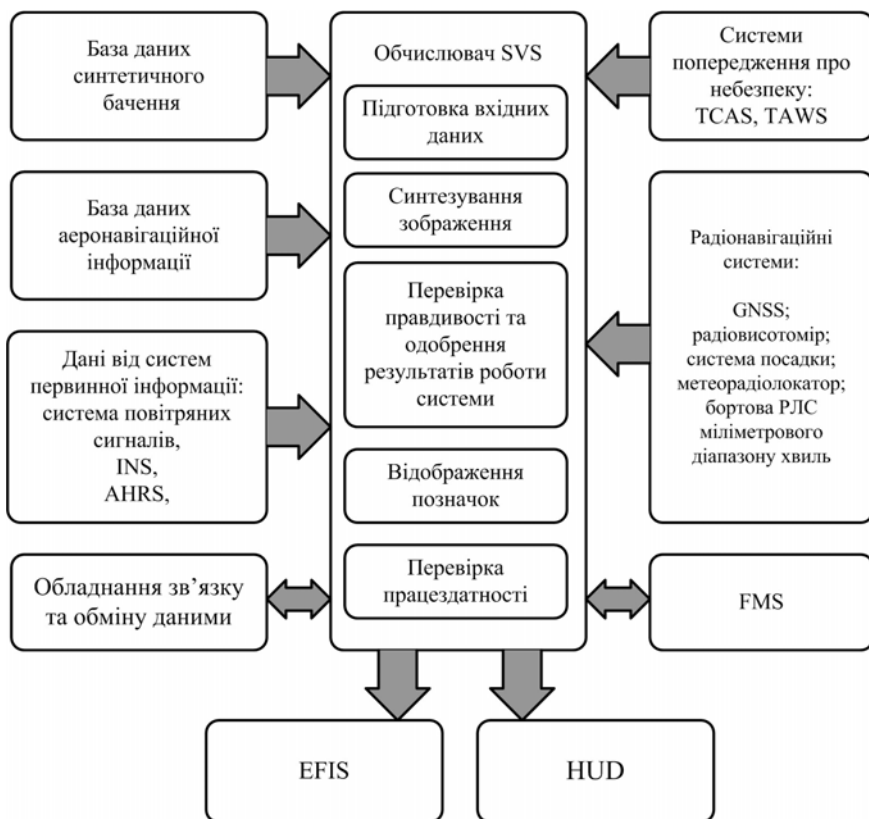 База даних
синтетичного
бачення
База даних
аеронавігаційної
інформації
Дані від систем
первинної інформації:
система повітряних
сигналів,
INS,
AHRS,
Обладнання зв’язку
та обміну даними
Обчислювач SVS
Підготовка вхідних
даних
Синтезування
зображення
Перевірка
правдивості та
одобрення
результатів роботи
системи
Відображення
позначок
Перевірка
працездатності
Системи
попередження про
небезпеку:
TCAS, TAWS
Радіонавігаційні
системи:
GNSS;
радіовисотомір;
система посадки;
метеорадіолокатор;
бортова РЛС
міліметрового
діапазону хвиль
FMS
EFIS
HUD